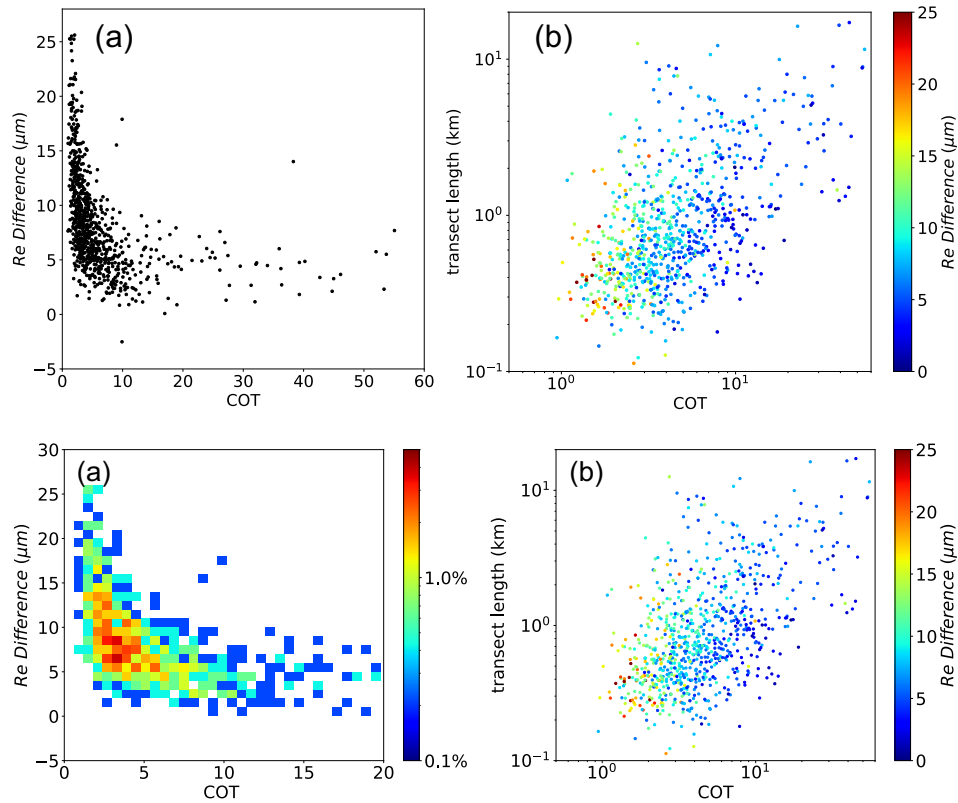 (a)
Re Difference (μm)
25
20
15
10
5
0
−5
0 10 20 30 40 50 60
COT
(b)
transect length (km)
10¹
10⁰
10⁻¹
10⁰ 10¹
COT
25
20
15
10
5
0
Re Difference (μm)
(a)
Re Difference (μm)
30
25
20
15
10
5
0
−5
0 5 10 15 20
COT
1.0%
0.1%
(b)
transect length (km)
10¹
10⁰
10⁻¹
10⁰ 10¹
COT
25
20
15
10
5
0
Re Difference (μm)